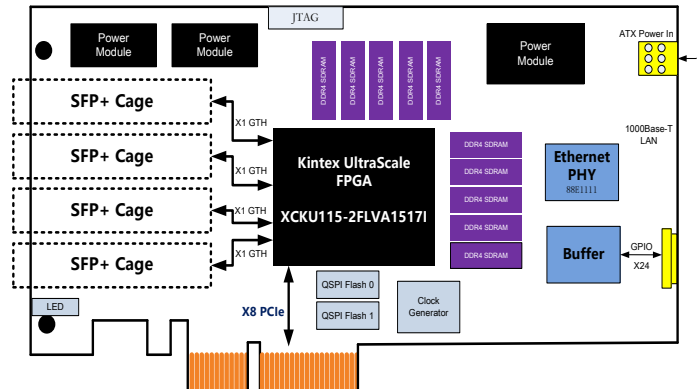 JTAG
Power
Module
Power
Module
Power
Module
ATX Power In
DDR4 SDRAM
DDR4 SDRAM
DDR4 SDRAM
DDR4 SDRAM
DDR4 SDRAM
SFP+ Cage
X1 GTH
SFP+ Cage
X1 GTH
SFP+ Cage
X1 GTH
SFP+ Cage
X1 GTH
Kintex UltraScale
FPGA
XCKU115-2FLVA1517I
DDR4 SDRAM
DDR4 SDRAM
DDR4 SDRAM
DDR4 SDRAM
DDR4 SDRAM
1000Base-T
LAN
Ethernet
PHY
88E1111
Buffer
GPIO
X24
LED
X8 PCIe
QSPI Flash 0
QSPI Flash 1
Clock
Generator